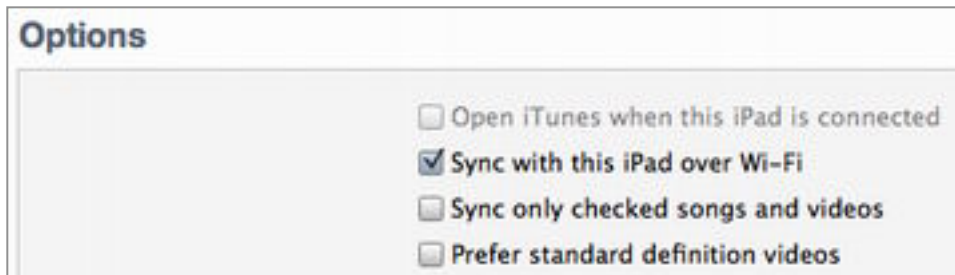 Options
Open iTunes when this iPad is connected
Sync with this iPad over Wi-Fi
Sync only checked songs and videos
Prefer standard definition videos